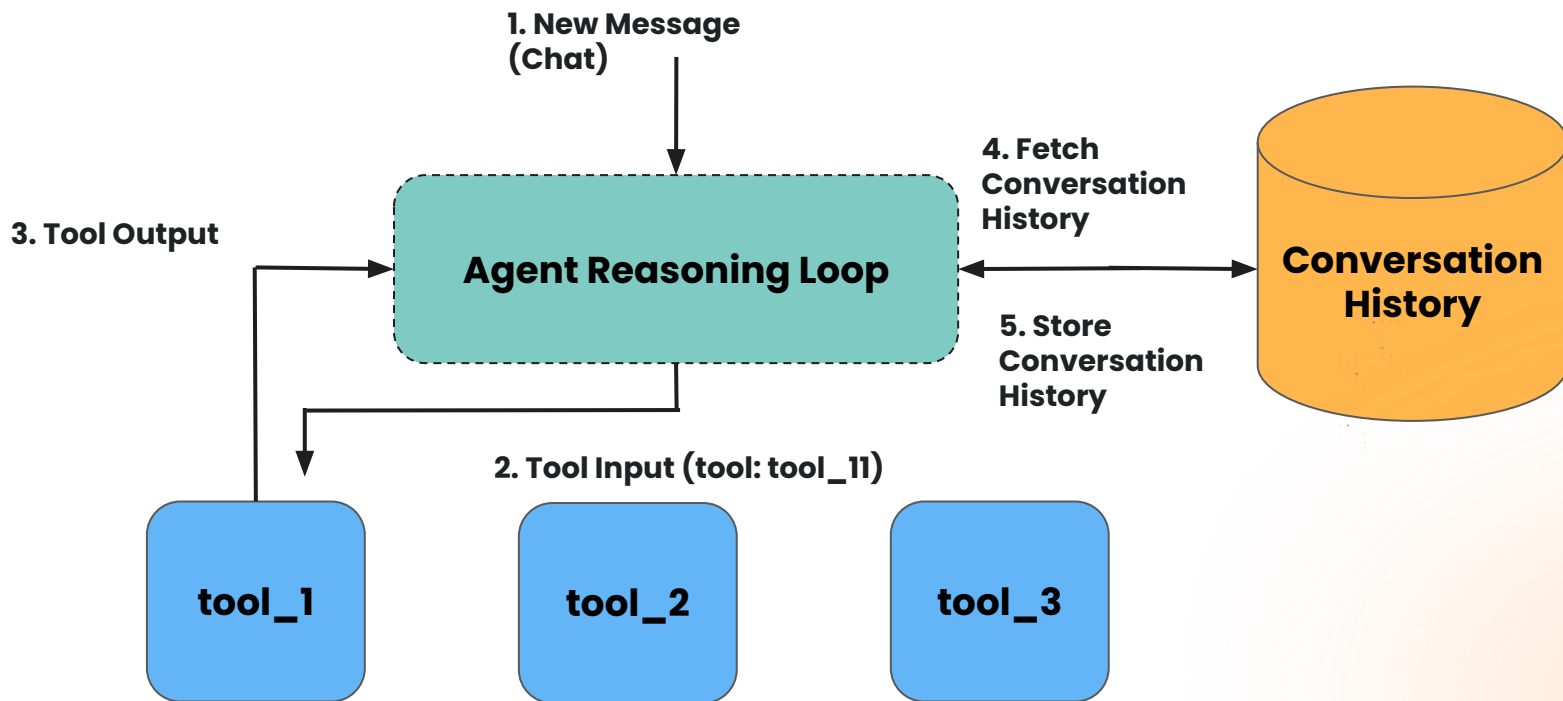 1. New Message
(Chat)
4. Fetch
Conversation
History
3. Tool Output
Agent Reasoning Loop
Conversation
History
5. Store
Conversation
History
2. Tool Input (tool: tool_11)
tool_1
tool_2
tool_3